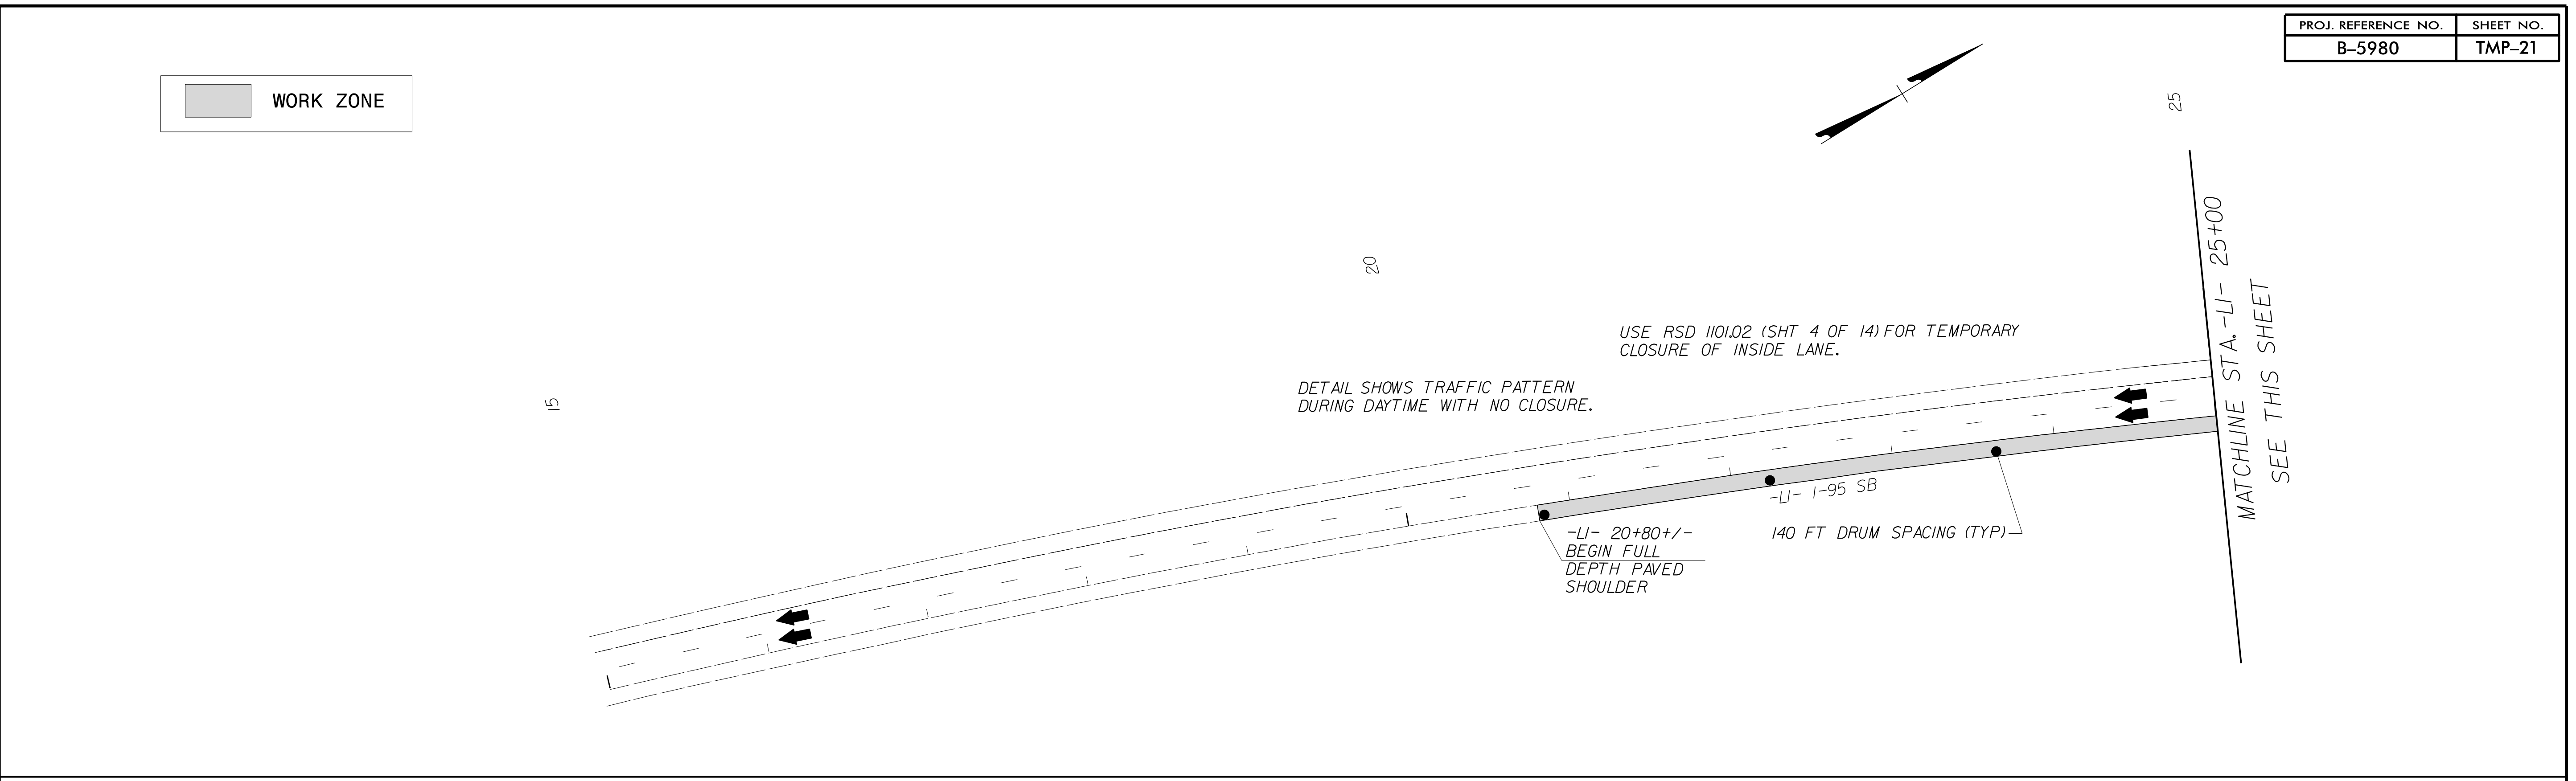 PROJ. REFERENCE NO. SHEET NO.
B–5980 TMP–21
WORK ZONE
25
20
15
USE RSD 1101.02 (SHT 4 OF 14) FOR TEMPORARY
CLOSURE OF INSIDE LANE.
DETAIL SHOWS TRAFFIC PATTERN
DURING DAYTIME WITH NO CLOSURE.
MATCHLINE STA. -L1- 25+00
SEE THIS SHEET
-L1- I-95 SB
-L1- 20+80+/-
BEGIN FULL
DEPTH PAVED
SHOULDER
140 FT DRUM SPACING (TYP)